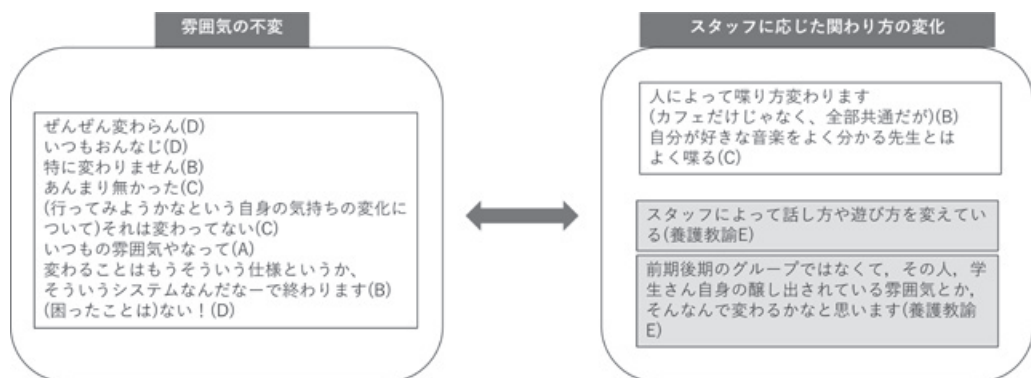 雰囲気の不変
ぜんぜん変わらん(D)
いつもおんなじ(D)
特に変わりません(B)
あんまり無かった(C)
(行ってみようかなという自身の気持ちの変化に
ついて)それは変わってない(C)
いつもの雰囲気やなって(A)
変わることはもうそういう仕様というか、
そういうシステムなんだなーで終わります(B)
(困ったことは)ない！(D)
スタッフに応じた関わり方の変化
人によって喋り方変わります
(カフェだけじゃなく、全部共通だが)(B)
自分が好きな音楽をよく分かる先生とは
よく喋る(C)
スタッフによって話し方や遊び方を変えてい
る(養護教諭E)
前期後期のグループではなくて，その人，学
生さん自身の醸し出されている雰囲気とか，
そんなんで変わるかなと思います(養護教諭
E)